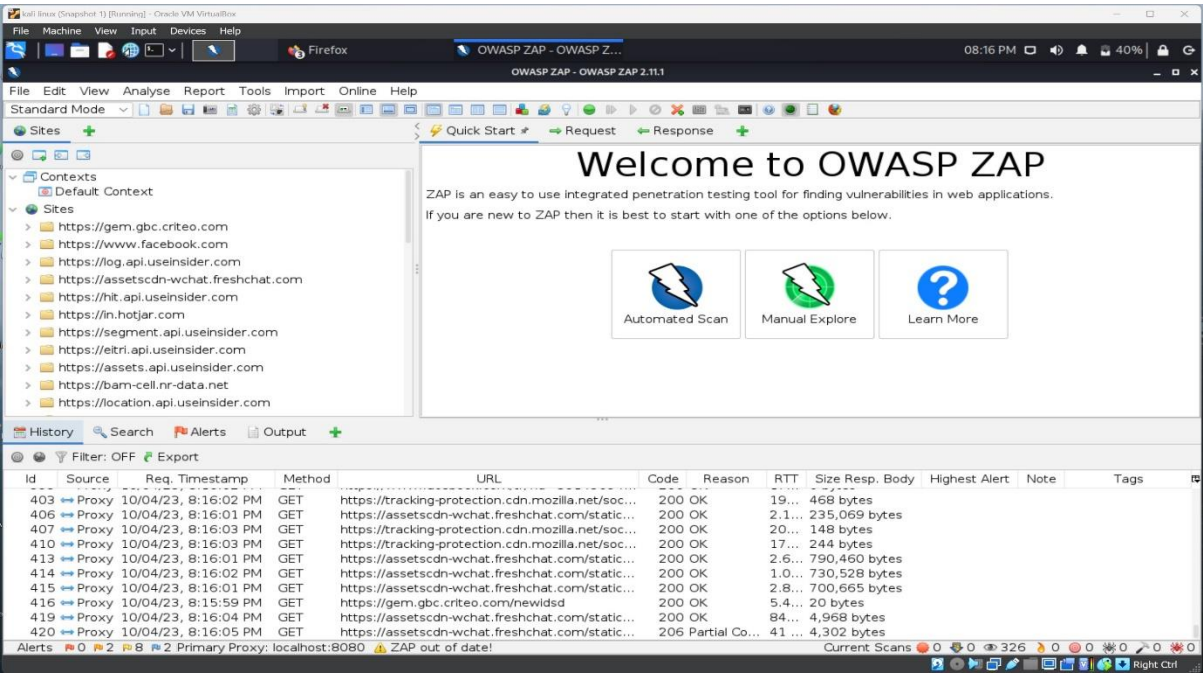 kali linux (Snapshot 1) [Running] - Oracle VM VirtualBox
File Machine View Input Devices Help
Firefox OWASP ZAP - OWASP Z... 08:16 PM 40%
OWASP ZAP - OWASP ZAP 2.11.1
File Edit View Analyse Report Tools Import Online Help
Standard Mode
Sites
Quick Start Request Response
Contexts
Default Context
Sites
https://gem.gbc.criteo.com
https://www.facebook.com
https://log.api.useinsider.com
https://assetscdn-wchat.freshchat.com
https://hit.api.useinsider.com
https://in.hotjar.com
https://segment.api.useinsider.com
https://eitri.api.useinsider.com
https://assets.api.useinsider.com
https://bam-cell.nr-data.net
https://location.api.useinsider.com
Welcome to OWASP ZAP
ZAP is an easy to use integrated penetration testing tool for finding vulnerabilities in web applications.
If you are new to ZAP then it is best to start with one of the options below.
Automated Scan Manual Explore Learn More
History Search Alerts Output
Filter: OFF Export
Id Source Req. Timestamp Method URL Code Reason RTT Size Resp. Body Highest Alert Note Tags
403 Proxy 10/04/23, 8:16:02 PM GET https://tracking-protection.cdn.mozilla.net/soc... 200 OK 19... 468 bytes
406 Proxy 10/04/23, 8:16:01 PM GET https://assetscdn-wchat.freshchat.com/static... 200 OK 2.1... 235,069 bytes
407 Proxy 10/04/23, 8:16:03 PM GET https://tracking-protection.cdn.mozilla.net/soc... 200 OK 20... 148 bytes
410 Proxy 10/04/23, 8:16:03 PM GET https://tracking-protection.cdn.mozilla.net/soc... 200 OK 17... 244 bytes
413 Proxy 10/04/23, 8:16:01 PM GET https://assetscdn-wchat.freshchat.com/static... 200 OK 2.6... 790,460 bytes
414 Proxy 10/04/23, 8:16:02 PM GET https://assetscdn-wchat.freshchat.com/static... 200 OK 1.0... 730,528 bytes
415 Proxy 10/04/23, 8:16:01 PM GET https://assetscdn-wchat.freshchat.com/static... 200 OK 2.8... 700,665 bytes
416 Proxy 10/04/23, 8:15:59 PM GET https://gem.gbc.criteo.com/newidsd 200 OK 5.4... 20 bytes
419 Proxy 10/04/23, 8:16:04 PM GET https://assetscdn-wchat.freshchat.com/static... 200 OK 84... 4,968 bytes
420 Proxy 10/04/23, 8:16:05 PM GET https://assetscdn-wchat.freshchat.com/static... 206 Partial Co... 41 ... 4,302 bytes
Alerts 0 2 8 2 Primary Proxy: localhost:8080 ZAP out of date! Current Scans 0 0 326 0 0 0 0 0
Right Ctrl